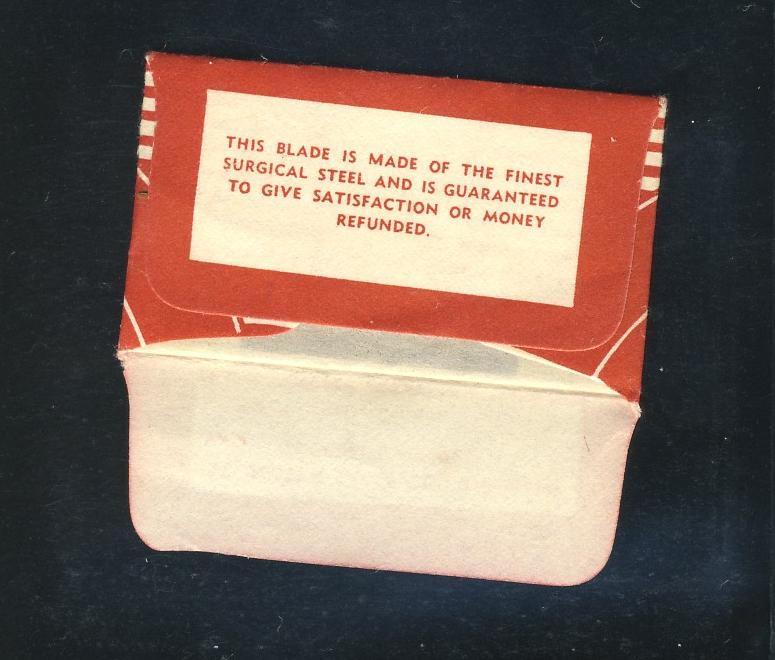 THIS BLADE IS MADE OF THE FINEST
SURGICAL STEEL AND IS GUARANTEED
TO GIVE SATISFACTION OR MONEY
REFUNDED.